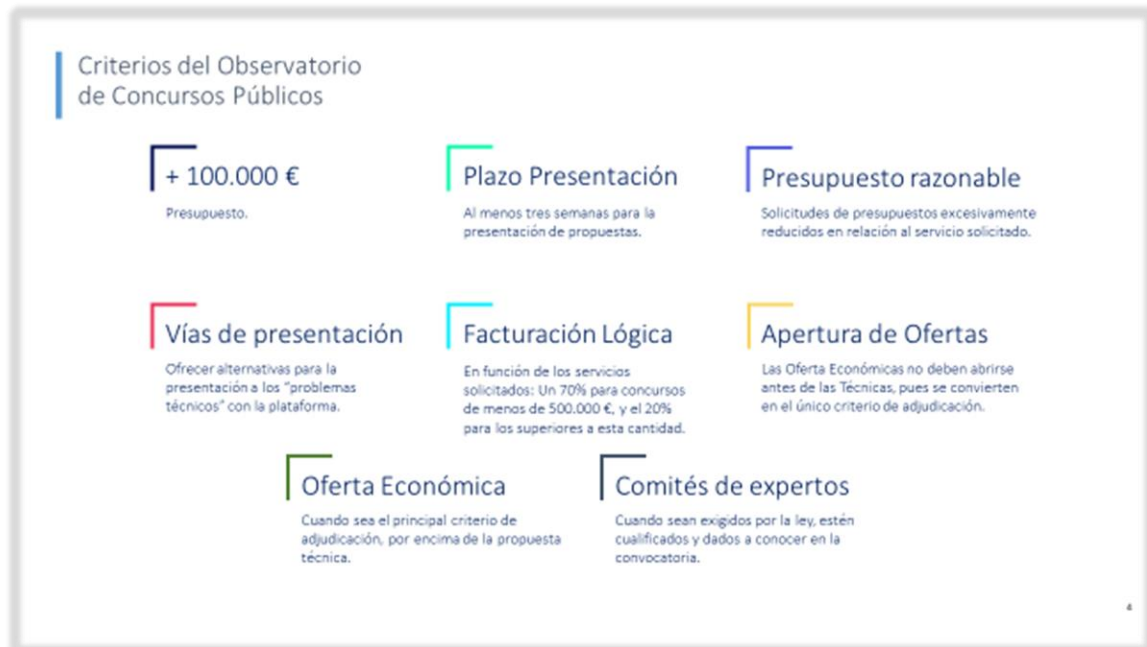 Criterios del Observatorio
de Concursos Públicos
+ 100.000 €
Presupuesto.
Plazo Presentación
Al menos tres semanas para la
presentación de propuestas.
Presupuesto razonable
Solicitudes de presupuestos excesivamente
reducidos en relación al servicio solicitado.
Vías de presentación
Ofrecer alternativas para la
presentación a los "problemas
técnicos" con la plataforma.
Facturación Lógica
En función de los servicios
solicitados: Un 70% para concursos
de menos de 500.000 €, y el 20%
para los superiores a esta cantidad.
Apertura de Ofertas
Las Oferta Económicas no deben abrirse
antes de las Técnicas, pues se convierten
en el único criterio de adjudicación.
Oferta Económica
Cuando sea el principal criterio de
adjudicación, por encima de la propuesta
técnica.
Comités de expertos
Cuando sean exigidos por la ley, estén
cualificados y dados a conocer en la
convocatoria.
4